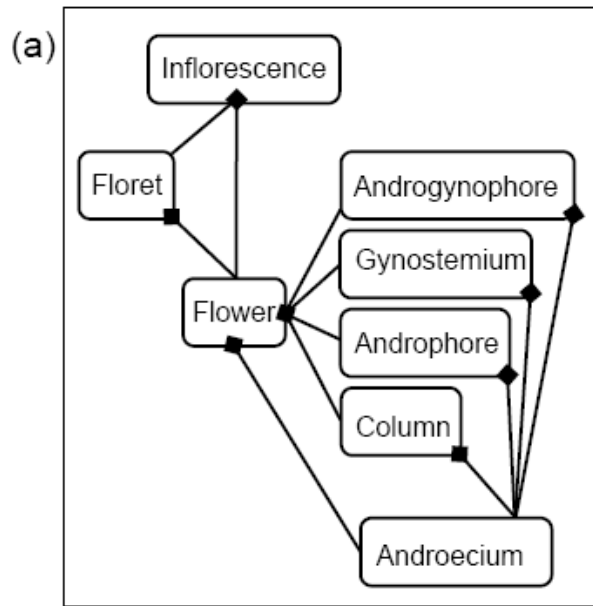 (a)
Inflorescence
Floret
Androgynophore
Gynostemium
Flower
Androphore
Column
Androecium